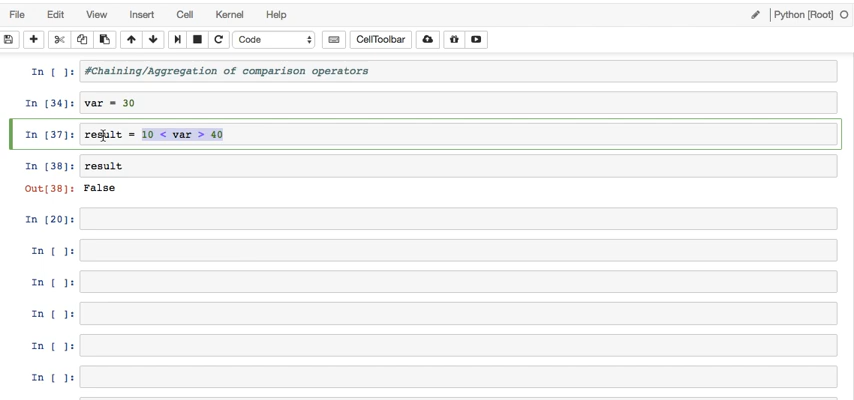 File Edit View Insert Cell Kernel Help Python [Root]
Code CellToolbar
In [ ]: #Chaining/Aggregation of comparison operators
In [34]: var = 30
In [37]: result = 10 < var > 40
In [38]: result
Out[38]: False
In [20]:
In [ ]:
In [ ]:
In [ ]:
In [ ]:
In [ ]: